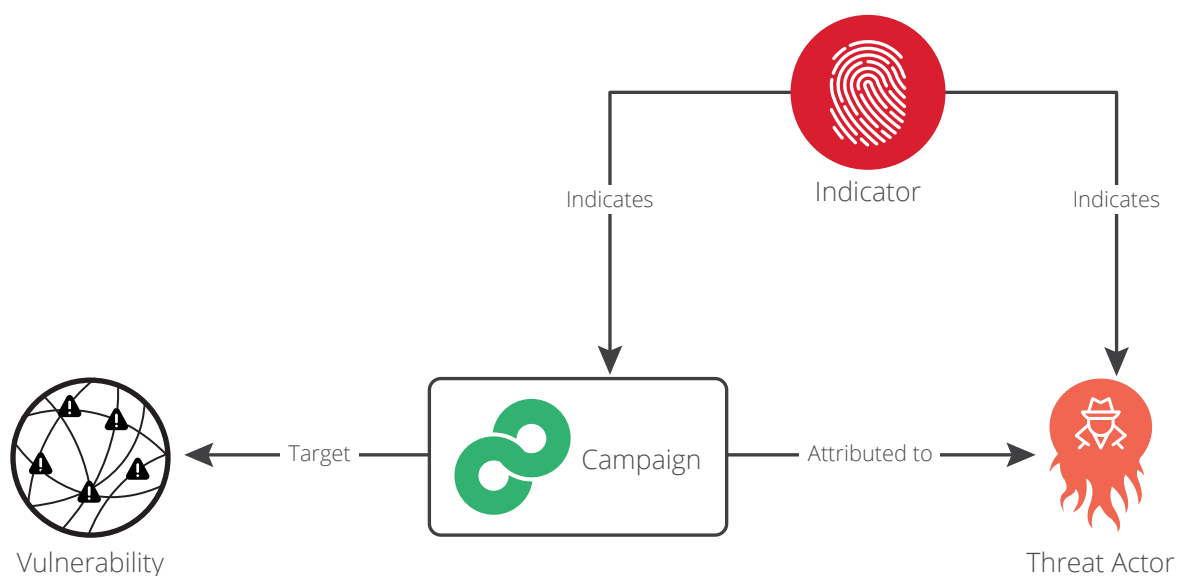 Indicator
Indicates
Indicates
Target
Campaign
Attributed to
Vulnerability
Threat Actor